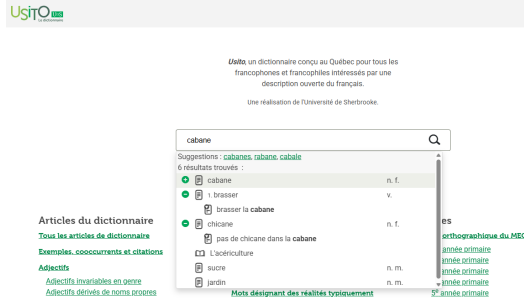 USiTO UdeS
Le dictionnaire
Usito, un dictionnaire conçu au Québec pour tous les
francophones et francophiles intéressés par une
description ouverte du français.
Une réalisation de l'Université de Sherbrooke.
cabane
Suggestions : cabanes, rabane, cabale
6 résultats trouvés :
cabane n. f.
1. brasser v.
brasser la cabane
chicane n. f.
pas de chicane dans la cabane
L'acériculture
sucre n. m.
jardin n. m.
Articles du dictionnaire
Tous les articles de dictionnaire
Exemples, cooccurrents et citations
Adjectifs
Adjectifs invariables en genre
Adjectifs dérivés de noms propres
Mots désignant des réalités typiquement
es
orthographique du MEQ
année primaire
année primaire
année primaire
5e année primaire